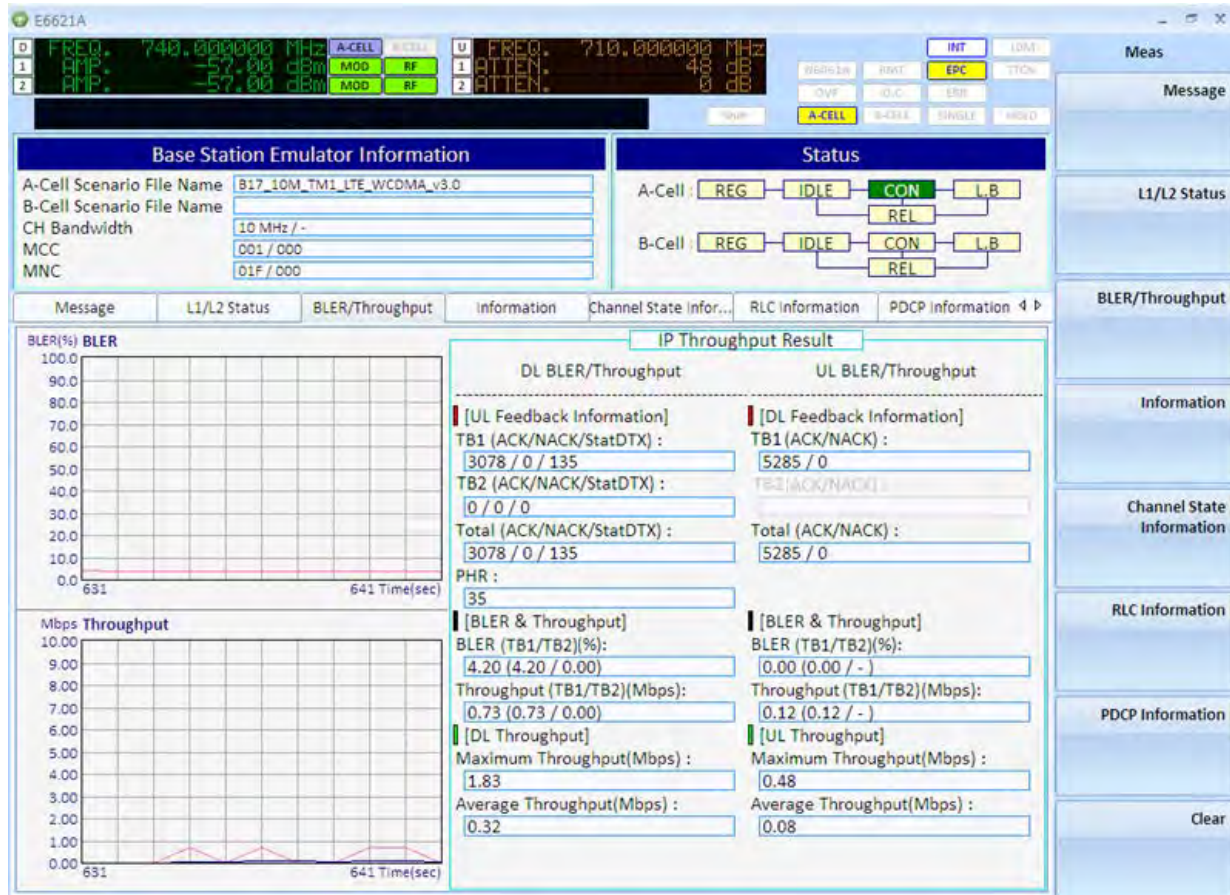 E6621A
D FREQ. 740.000000 MHz A-CELL B-CELL U FREQ. 710.000000 MHz INT
1 AMP. -57.00 dBm MOD RF 1 ATTEN. 48 dB EPC
2 AMP. -57.00 dBm MOD RF 2 ATTEN. 0 dB
A-CELL B-CELL SINGLE
Base Station Emulator Information
A-Cell Scenario File Name B17_10M_TM1_LTE_WCDMA_v3.0
B-Cell Scenario File Name
CH Bandwidth 10 MHz / -
MCC 001 / 000
MNC 01F / 000
Status
A-Cell : REG IDLE CON L.B
REL
B-Cell : REG IDLE CON L.B
REL
Message L1/L2 Status BLER/Throughput Information Channel State Infor... RLC Information PDCP Information
BLER(%) BLER
100.0
90.0
80.0
70.0
60.0
50.0
40.0
30.0
20.0
10.0
0.0
631 641 Time(sec)
Mbps Throughput
10.00
9.00
8.00
7.00
6.00
5.00
4.00
3.00
2.00
1.00
0.00
631 641 Time(sec)
IP Throughput Result
DL BLER/Throughput
[UL Feedback Information]
TB1 (ACK/NACK/StatDTX) :
3078 / 0 / 135
TB2 (ACK/NACK/StatDTX) :
0 / 0 / 0
Total (ACK/NACK/StatDTX) :
3078 / 0 / 135
PHR :
35
[BLER & Throughput]
BLER (TB1/TB2)(%):
4.20 (4.20 / 0.00)
Throughput (TB1/TB2)(Mbps):
0.73 (0.73 / 0.00)
[DL Throughput]
Maximum Throughput(Mbps) :
1.83
Average Throughput(Mbps) :
0.32
UL BLER/Throughput
[DL Feedback Information]
TB1 (ACK/NACK) :
5285 / 0
TB2 (ACK/NACK) :
Total (ACK/NACK) :
5285 / 0
[BLER & Throughput]
BLER (TB1/TB2)(%):
0.00 (0.00 / - )
Throughput (TB1/TB2)(Mbps):
0.12 (0.12 / - )
[UL Throughput]
Maximum Throughput(Mbps) :
0.48
Average Throughput(Mbps) :
0.08
Meas
Message
L1/L2 Status
BLER/Throughput
Information
Channel State
Information
RLC Information
PDCP Information
Clear